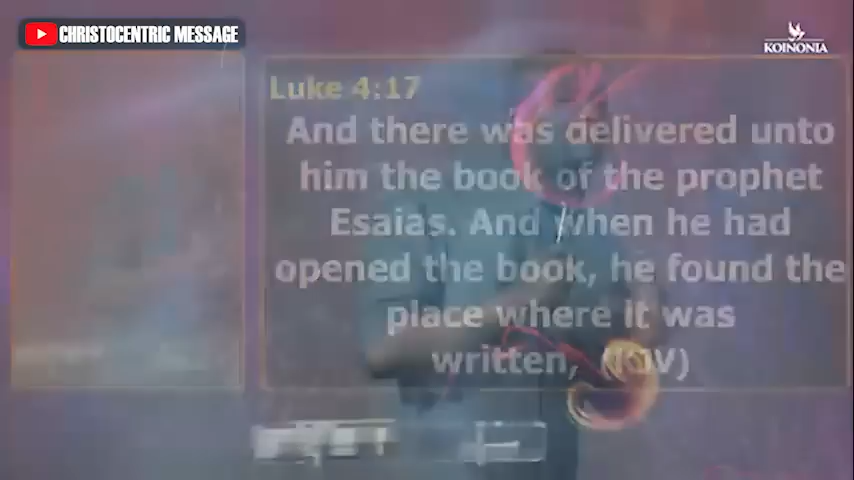 CHRISTOCENTRIC MESSAGE
KOINONIA
Luke 4:17
And there was delivered unto
him the book of the prophet
Esaias. And when he had
opened the book, he found the
place where it was
written, (KJV)